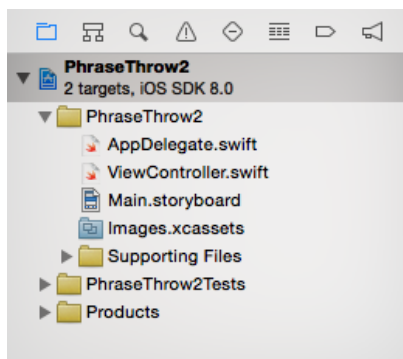 PhraseThrow2
2 targets, iOS SDK 8.0
PhraseThrow2
AppDelegate.swift
ViewController.swift
Main.storyboard
Images.xcassets
Supporting Files
PhraseThrow2Tests
Products